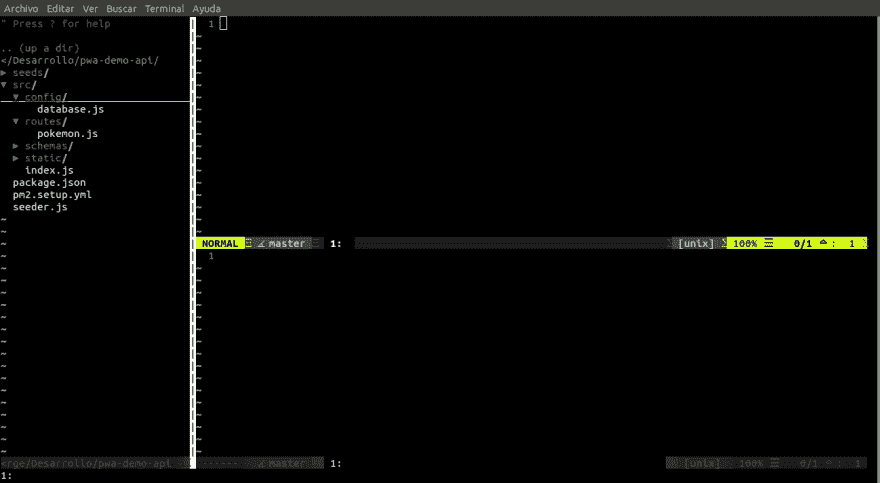 Archivo Editar Ver Buscar Terminal Ayuda
" Press ? for help
.. (up a dir)
</Desarrollo/pwa-demo-api/
▶ seeds/
▼ src/
▼ config/
database.js
▼ routes/
pokemon.js
▶ schemas/
▶ static/
index.js
package.json
pm2.setup.yml
seeder.js
1
NORMAL master 1: [unix] 100% ☰ 0/1 : 1
1
<rge/Desarrollo/pwa-demo-api ------ master 1: [unix] 100% ☰ 0/1 : 1
1: